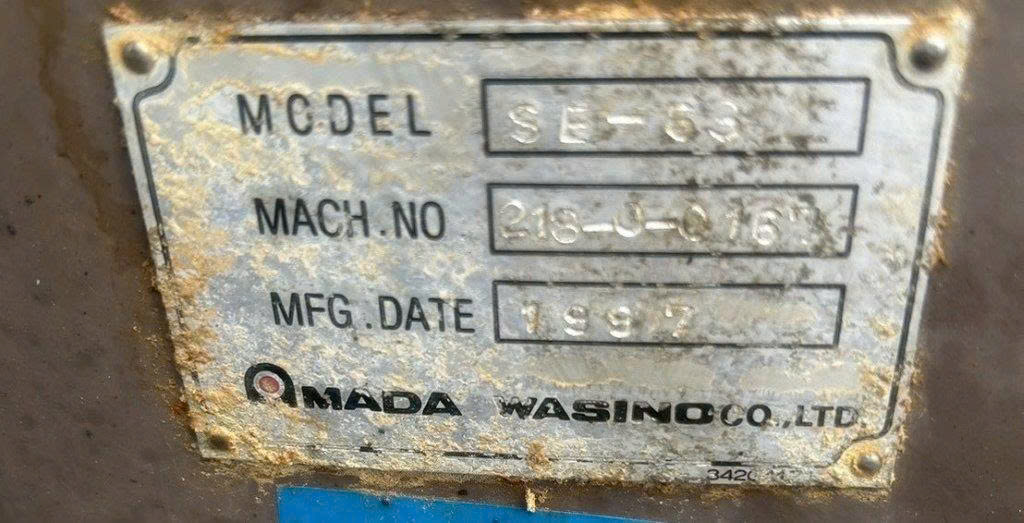 MODEL SE-63
MACH.NO
MFG.DATE 1997
AMADA WASINO CO.,LTD.